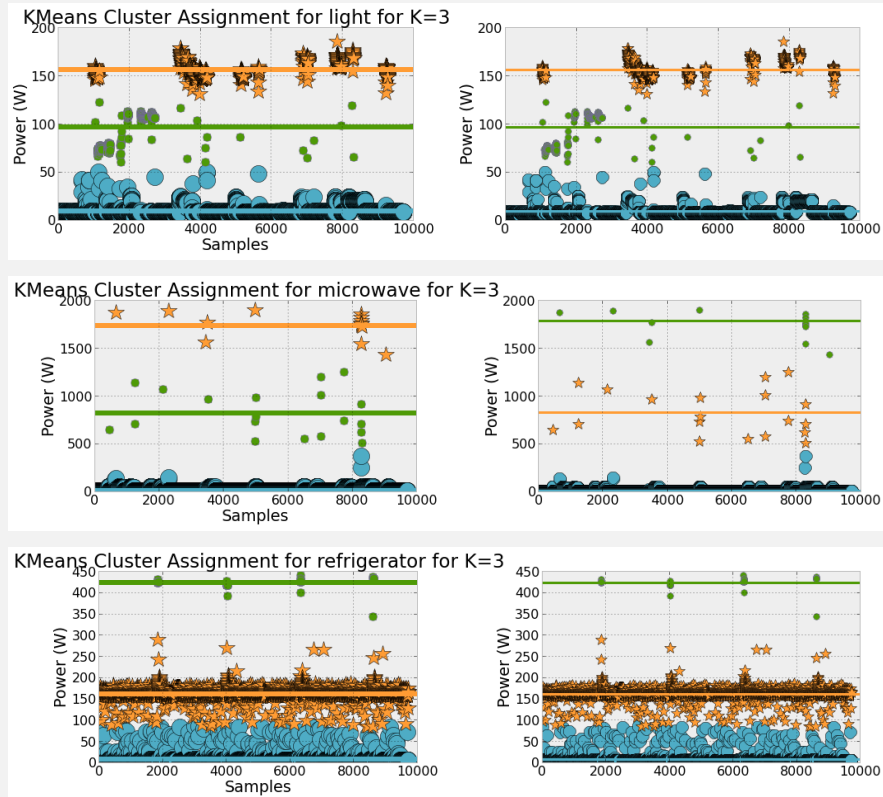 KMeans Cluster Assignment for light for K=3
200
150
100
50
0
Power (W)
0 2000 4000 6000 8000 10000
Samples
200
150
100
50
0
Power (W)
0 2000 4000 6000 8000 10000
KMeans Cluster Assignment for microwave for K=3
2000
1500
1000
500
0
Power (W)
0 2000 4000 6000 8000 10000
Samples
2000
1500
1000
500
0
Power (W)
0 2000 4000 6000 8000 10000
KMeans Cluster Assignment for refrigerator for K=3
450
400
350
300
250
200
150
100
50
0
Power (W)
0 2000 4000 6000 8000 10000
Samples
450
400
350
300
250
200
150
100
50
0
Power (W)
0 2000 4000 6000 8000 10000